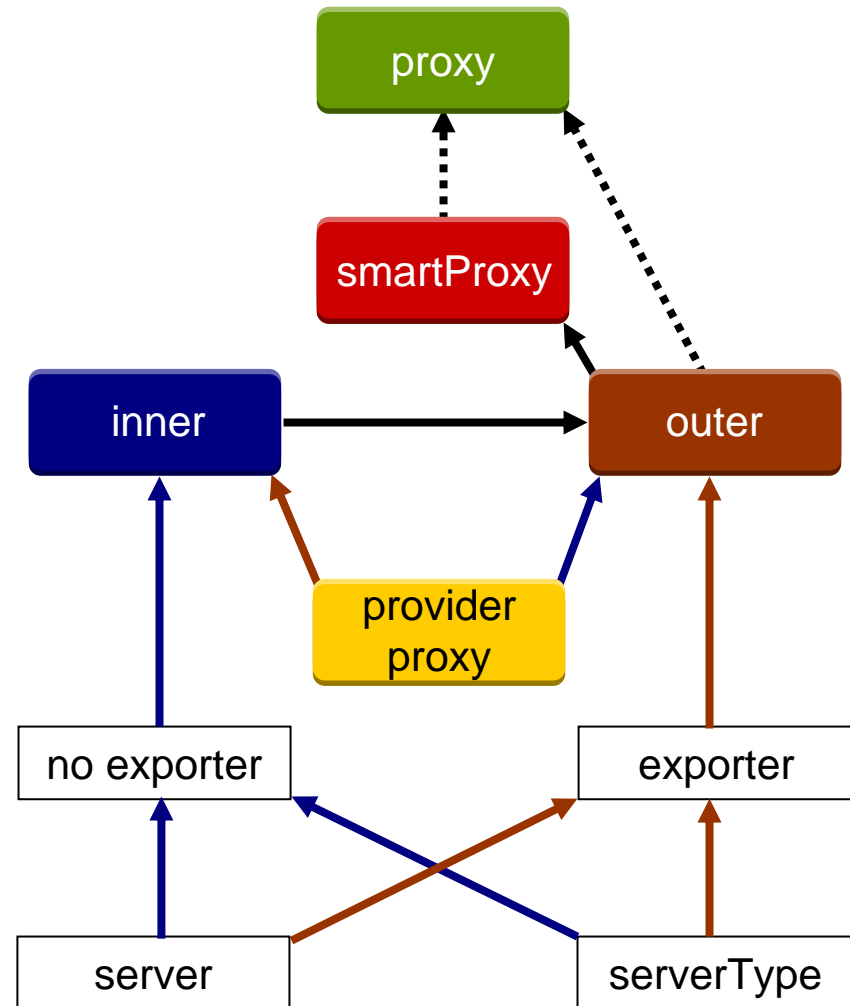 proxy
smartProxy
inner
outer
provider
proxy
no exporter
exporter
server
serverType